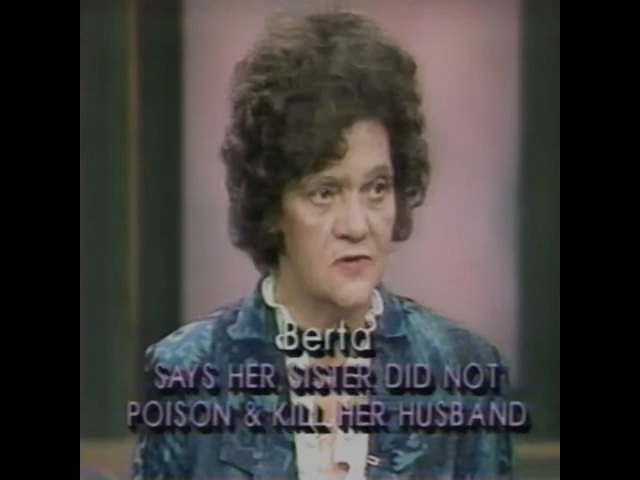 Berta
SAYS HER SISTER DID NOT
POISON & KILL HER HUSBAND